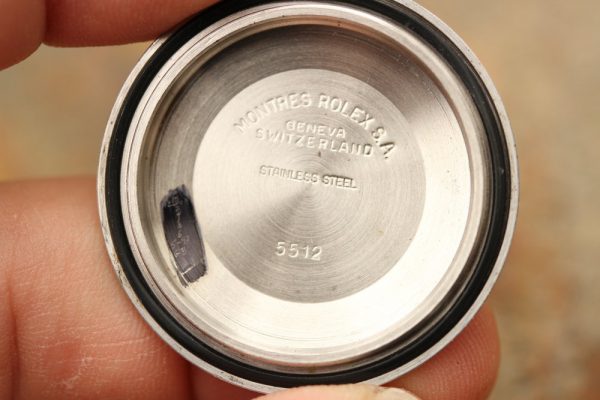 MONTRES ROLEX S.A.
GENEVA
SWITZERLAND
STAINLESS STEEL
5512